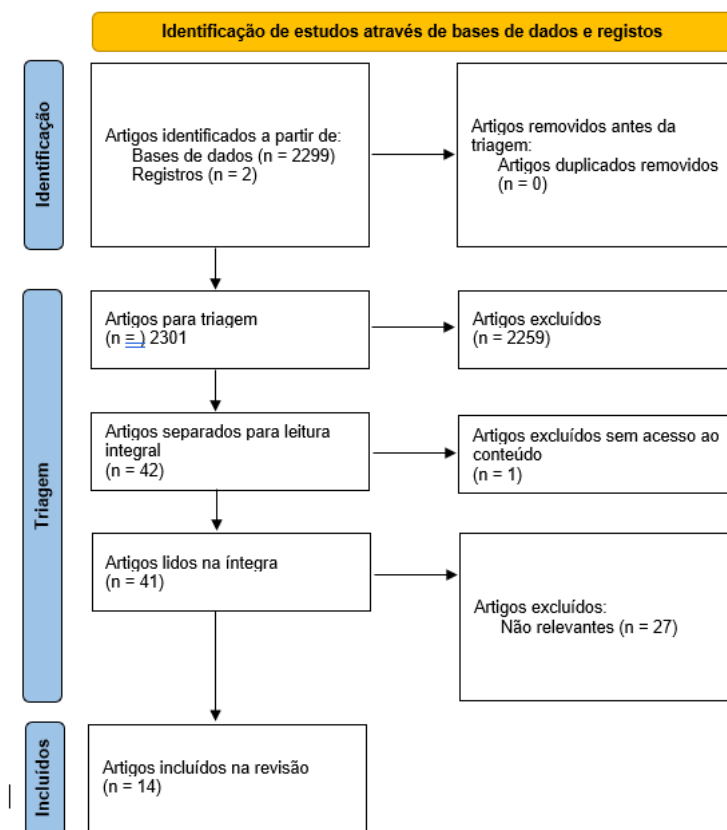 Identificação de estudos através de bases de dados e registos
Identificação
Artigos identificados a partir de:
Bases de dados (n = 2299)
Registros (n = 2)
Artigos removidos antes da
triagem:
Artigos duplicados removidos
(n = 0)
Triagem
Artigos para triagem
(n = ) 2301
Artigos excluídos
(n = 2259)
Artigos separados para leitura
integral
(n = 42)
Artigos excluídos sem acesso ao
conteúdo
(n = 1)
Artigos lidos na íntegra
(n = 41)
Artigos excluídos:
Não relevantes (n = 27)
Incluídos
Artigos incluídos na revisão
(n = 14)